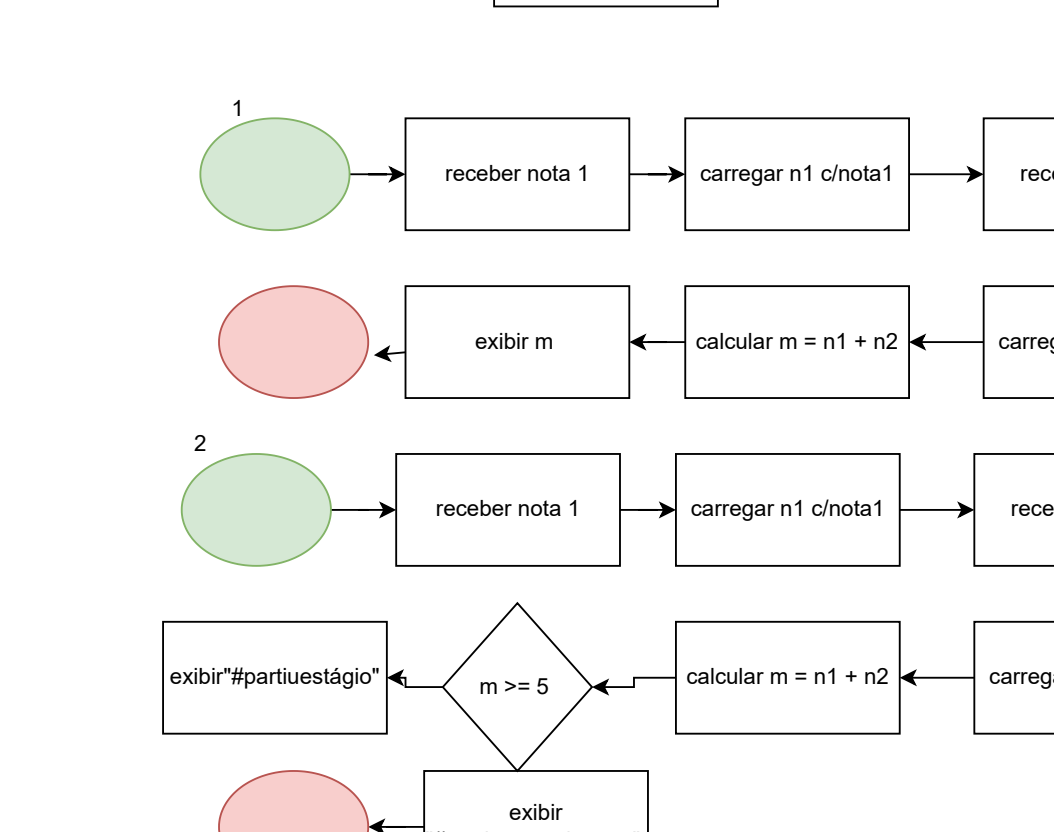 1
receber nota 1
carregar n1 c/nota1
exibir m
calcular m = n1 + n2
2
receber nota 1
carregar n1 c/nota1
exibir"#partiuestágio"
m >= 5
calcular m = n1 + n2
exibir